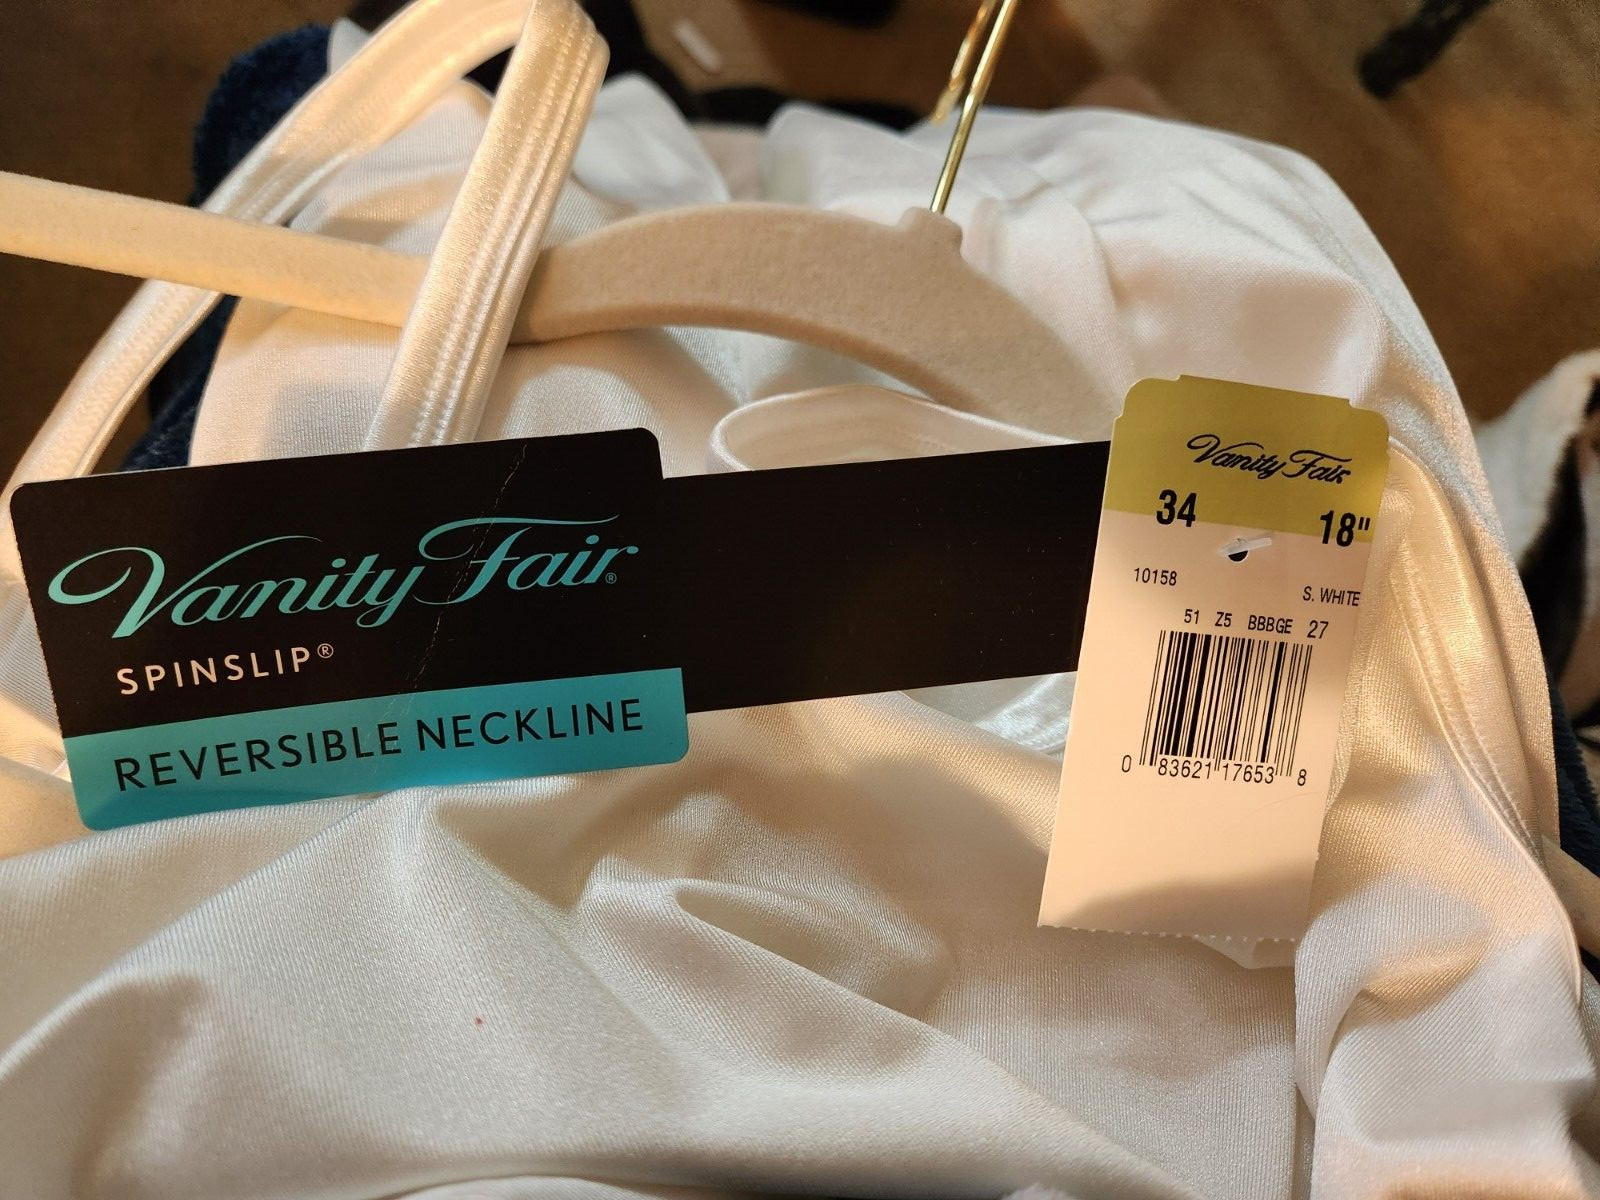 Vanity Fair®
SPINSLIP®
REVERSIBLE NECKLINE
Vanity Fair
34 18"
10158
S. WHITE
51 Z5 BBBGE 27
0 83621 17653 8